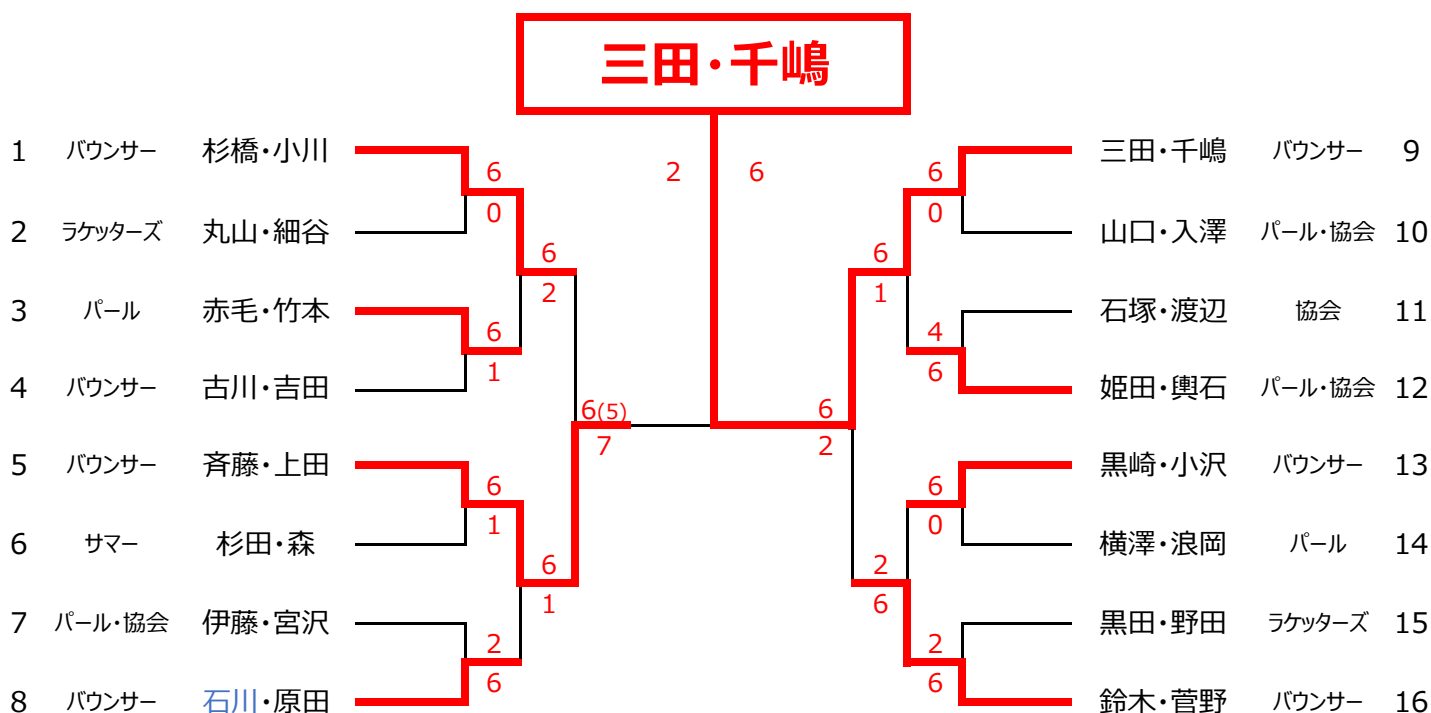 三田・千嶋
1 バウンサー 杉橋・小川
2 ラケッターズ 丸山・細谷
3 パール 赤毛・竹本
4 バウンサー 古川・吉田
5 バウンサー 斉藤・上田
6 サマー 杉田・森
7 パール・協会 伊藤・宮沢
8 バウンサー 石川・原田
6
0
6
1
6
1
2
6
6
2
6
1
6(5)
7
2 6
6
2
6
1
2
6
6
0
4
6
6
0
2
6
三田・千嶋 バウンサー 9
山口・入澤 パール・協会 10
石塚・渡辺 協会 11
姫田・輿石 パール・協会 12
黒崎・小沢 バウンサー 13
横澤・浪岡 パール 14
黒田・野田 ラケッターズ 15
鈴木・菅野 バウンサー 16